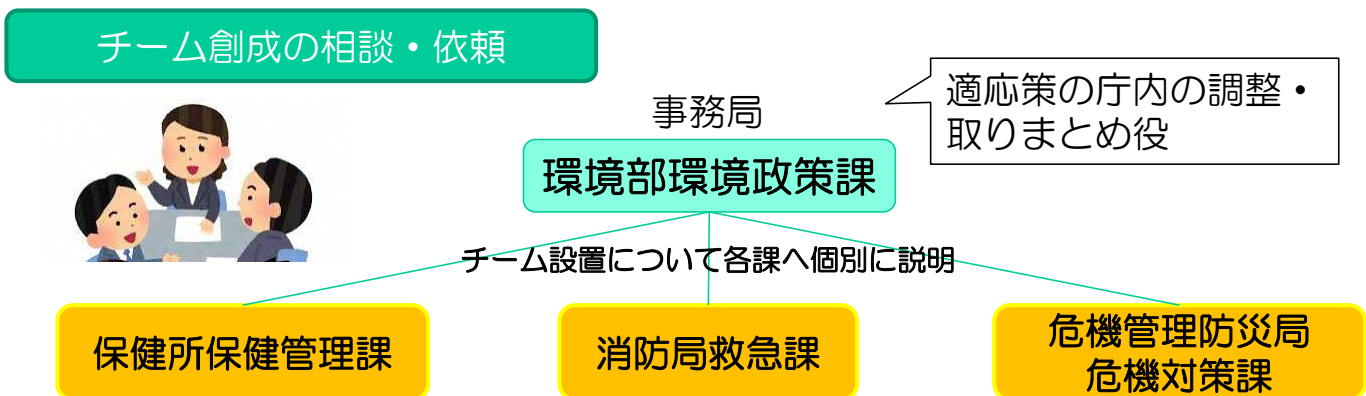 チーム創成の相談・依頼
適応策の庁内の調整・
取りまとめ役
事務局
環境部環境政策課
チーム設置について各課へ個別に説明
保健所保健管理課
消防局救急課
危機管理防災局
危機対策課